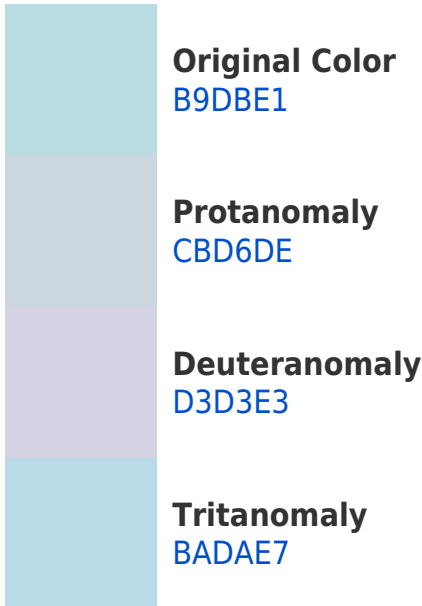 Original Color
B9DBE1
Protanomaly
CBD6DE
Deuteranomaly
D3D3E3
Tritanomaly
BADAE7